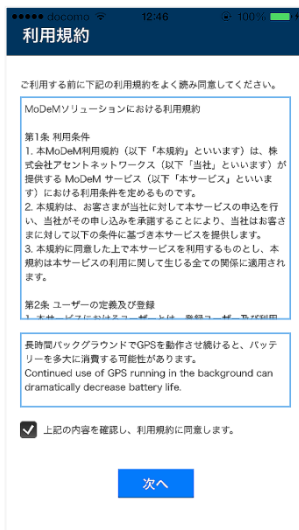 docomo 12:46 100%
利用規約
ご利用する前に下記の利用規約をよく読み同意してください。
MoDeMソリューションにおける利用規約
第1条 利用条件
1. 本MoDeM利用規約（以下「本規約」といいます）は、株
式会社アセントネットワークス（以下「当社」といいます）が
提供する MoDeM サービス（以下「本サービス」といいま
す）における利用条件を定めるものです。
2. 本規約は、お客さまが当社に対して本サービスの申込を行
い、当社がその申し込みを承諾することにより、当社はお客さ
まに対して以下の条件に基づき本サービスを提供します。
3. 本規約に同意した上で本サービスを利用するものとし、本
規約は本サービスの利用に関して生じる全ての関係に適用され
ます。
第2条 ユーザーの定義及び登録
長時間バックグラウンドでGPSを動作させ続けると、バッテ
リーを多大に消費する可能性があります。
Continued use of GPS running in the background can
dramatically decrease battery life.
上記の内容を確認し、利用規約に同意します。
次へ